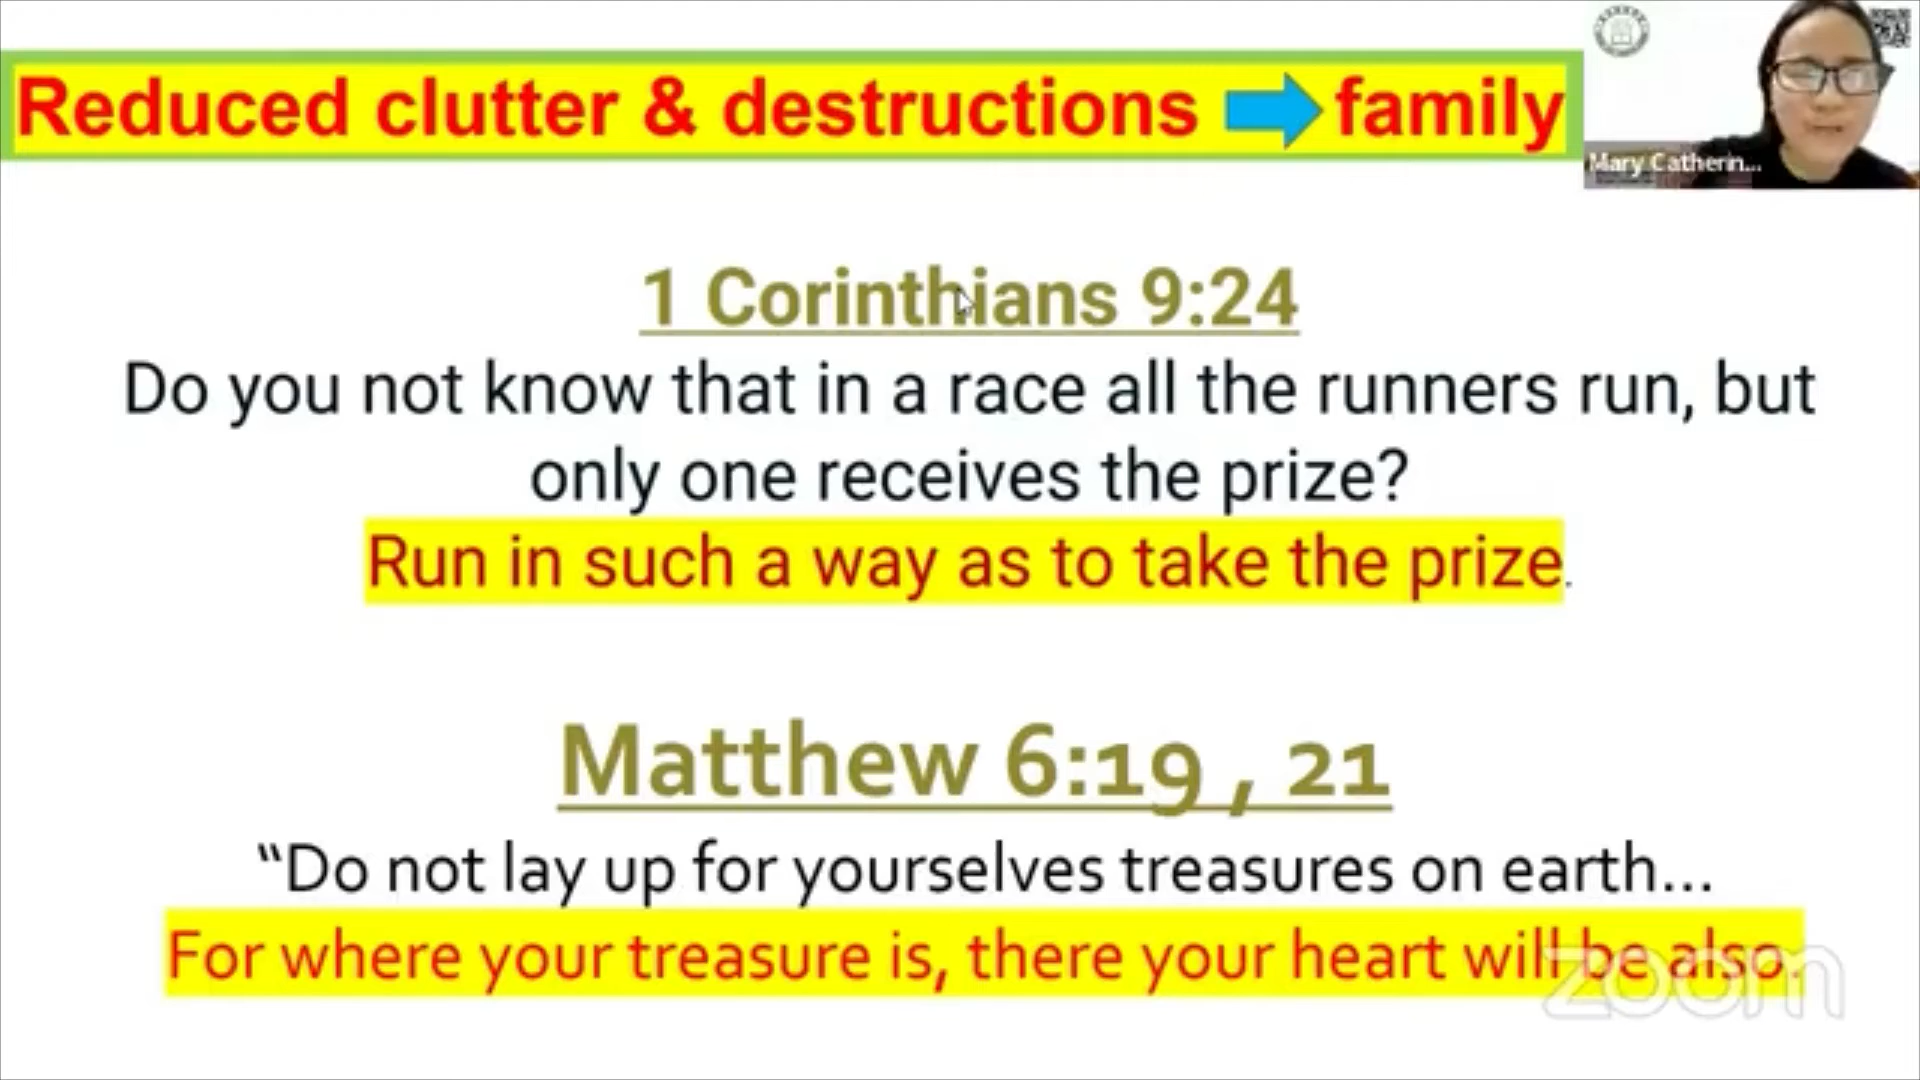 Reduced clutter & destructions family
Mary Catherin...
1 Corinthians 9:24
Do you not know that in a race all the runners run, but
only one receives the prize?
Run in such a way as to take the prize.
Matthew 6:19 , 21
“Do not lay up for yourselves treasures on earth...
For where your treasure is, there your heart will be also.
zoom